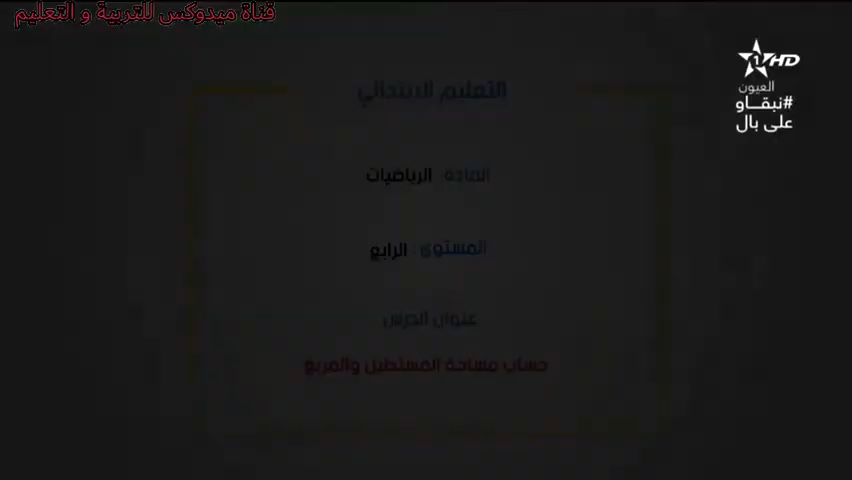 قناة ميدوكس للتربية و التعليم
1HD
العيون
#نبقاو
على بال
التعليم الابتدائي
المادة: الرياضيات
المستوى: الرابع
عنوان الدرس
حساب مساحة المستطيل والمربع